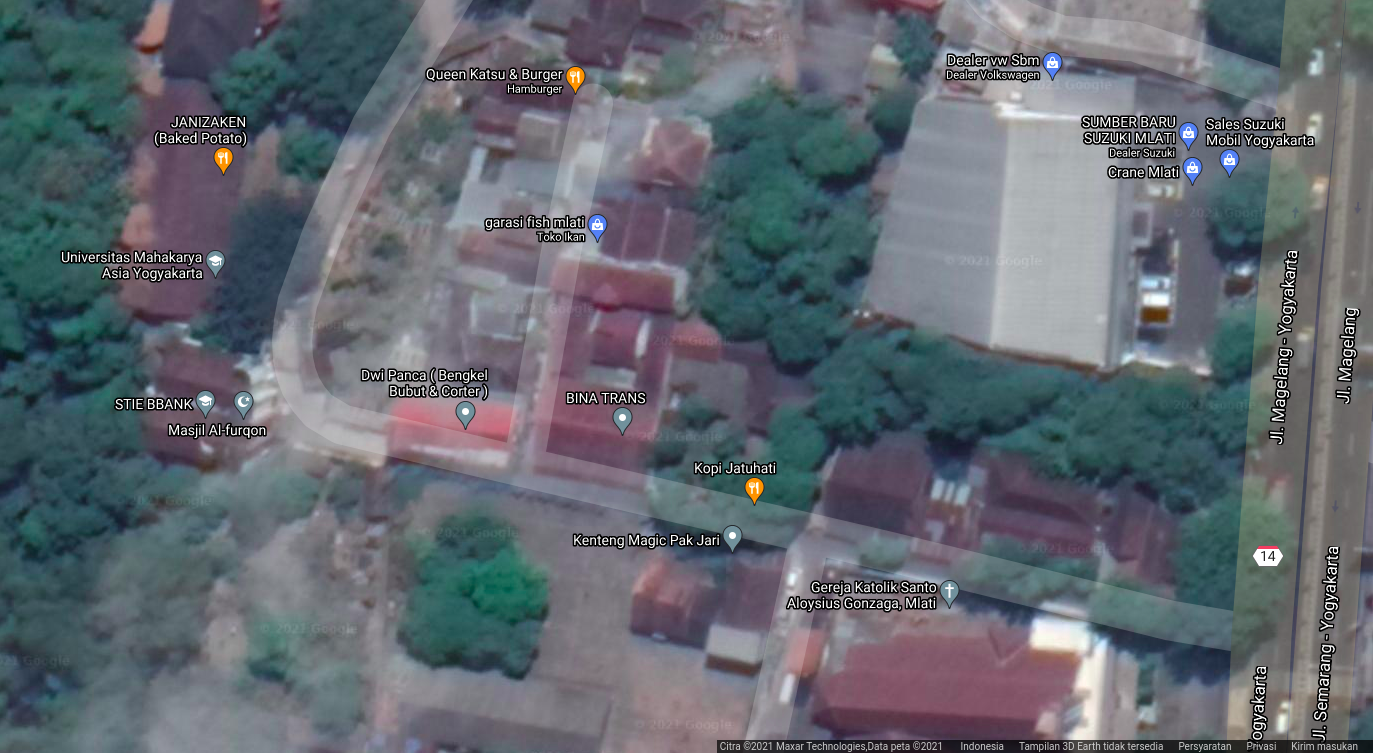 Queen Katsu & Burger
Hamburger
Dealer vw Sbm
Dealer Volkswagen
JANIZAKEN
(Baked Potato)
SUMBER BARU
SUZUKI MLATI
Dealer Suzuki
Sales Suzuki
Mobil Yogyakarta
Crane Mlati
garasi fish mlati
Toko Ikan
Universitas Mahakarya
Asia Yogyakarta
© 2021 Google
Jl. Magelang - Yogyakarta
Jl. Magelang
Dwi Panca ( Bengkel
Bubut & Corter )
BINA TRANS
STIE BBANK
Masjil Al-furqon
Kopi Jatuhati
Kenteng Magic Pak Jari
14
Gereja Katolik Santo
Aloysius Gonzaga, Mlati
Jl. Semarang - Yogyakarta
ogyakarta
Citra ©2021 Maxar Technologies,Data peta ©2021 Indonesia Tampilan 3D Earth tidak tersedia Persyaratan Privasi Kirim masukan